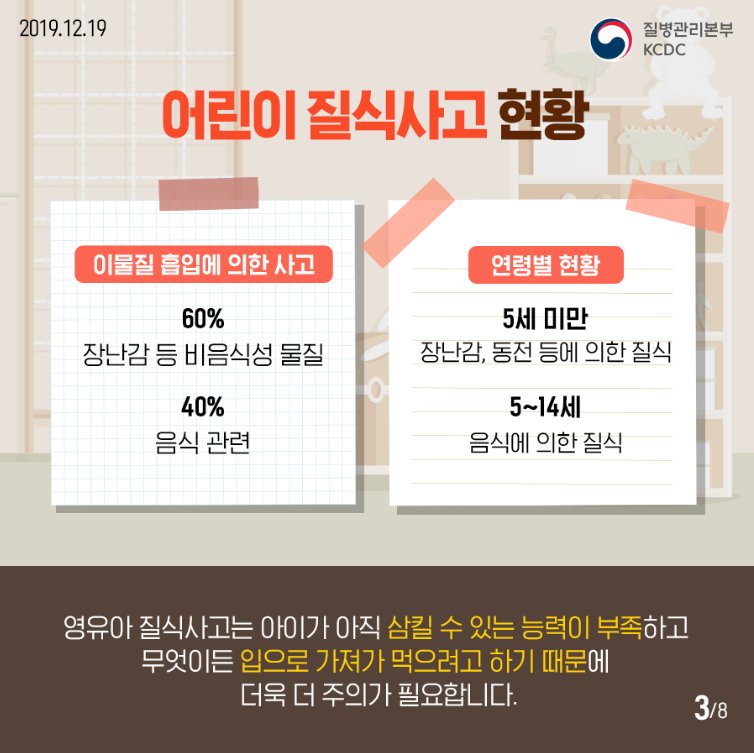 2019.12.19
질병관리본부
KCDC
어린이 질식사고 현황
이물질 흡입에 의한 사고
60%
장난감 등 비음식성 물질
40%
음식 관련
연령별 현황
5세 미만
장난감, 동전 등에 의한 질식
5~14세
음식에 의한 질식
영유아 질식사고는 아이가 아직 삼킬 수 있는 능력이 부족하고
무엇이든 입으로 가져가 먹으려고 하기 때문에
더욱 더 주의가 필요합니다.
3/8